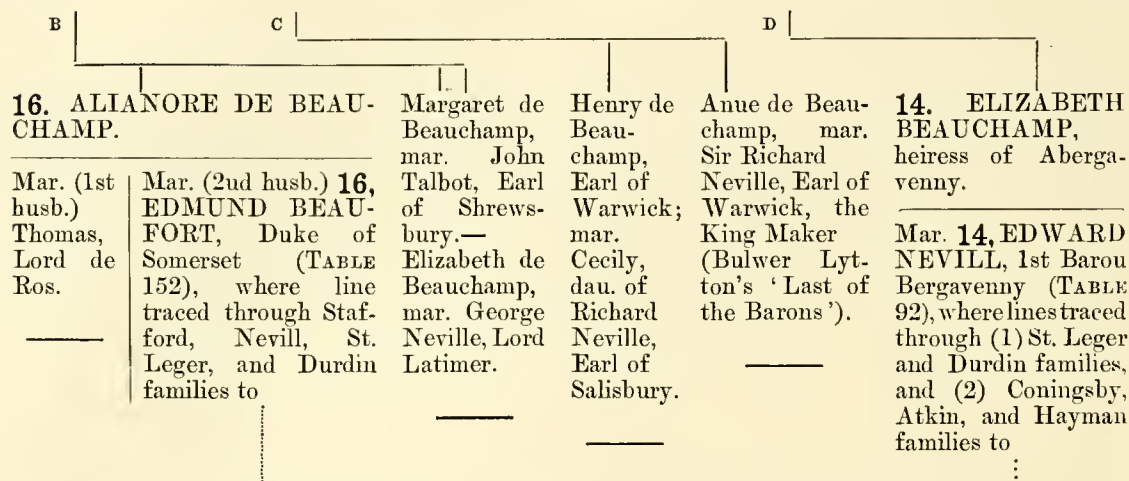 B
C
D
16. ALIANORE DE BEAU-
CHAMP.
Mar. (1st
husb.)
Thomas,
Lord de
Ros.
Mar. (2ud husb.) 16,
EDMUND BEAU-
FORT, Duke of
Somerset (TABLE
152), where line
traced through Staf-
ford, Nevill, St.
Leger, and Durdin
families to
Margaret de
Beauchamp,
mar. John
Talbot, Earl
of Shrews-
bury.—
Elizabeth de
Beauchamp,
mar. George
Neville, Lord
Latimer.
Henry de
Beau-
champ,
Earl of
Warwick;
mar.
Cecily,
dau. of
Richard
Neville,
Earl of
Salisbury.
Anue de Beau-
champ, mar.
Sir Richard
Neville, Earl of
Warwick, the
King Maker
(Bulwer Lyt-
ton's ‘Last of
the Barons’).
14. ELIZABETH
BEAUCHAMP,
heiress of Aberga-
venny.
Mar. 14, EDWARD
NEVILL, 1st Barou
Bergavenny (TABLE
92), where lines traced
through (1) St. Leger
and Durdin families,
and (2) Coningsby,
Atkin, and Hayman
families to